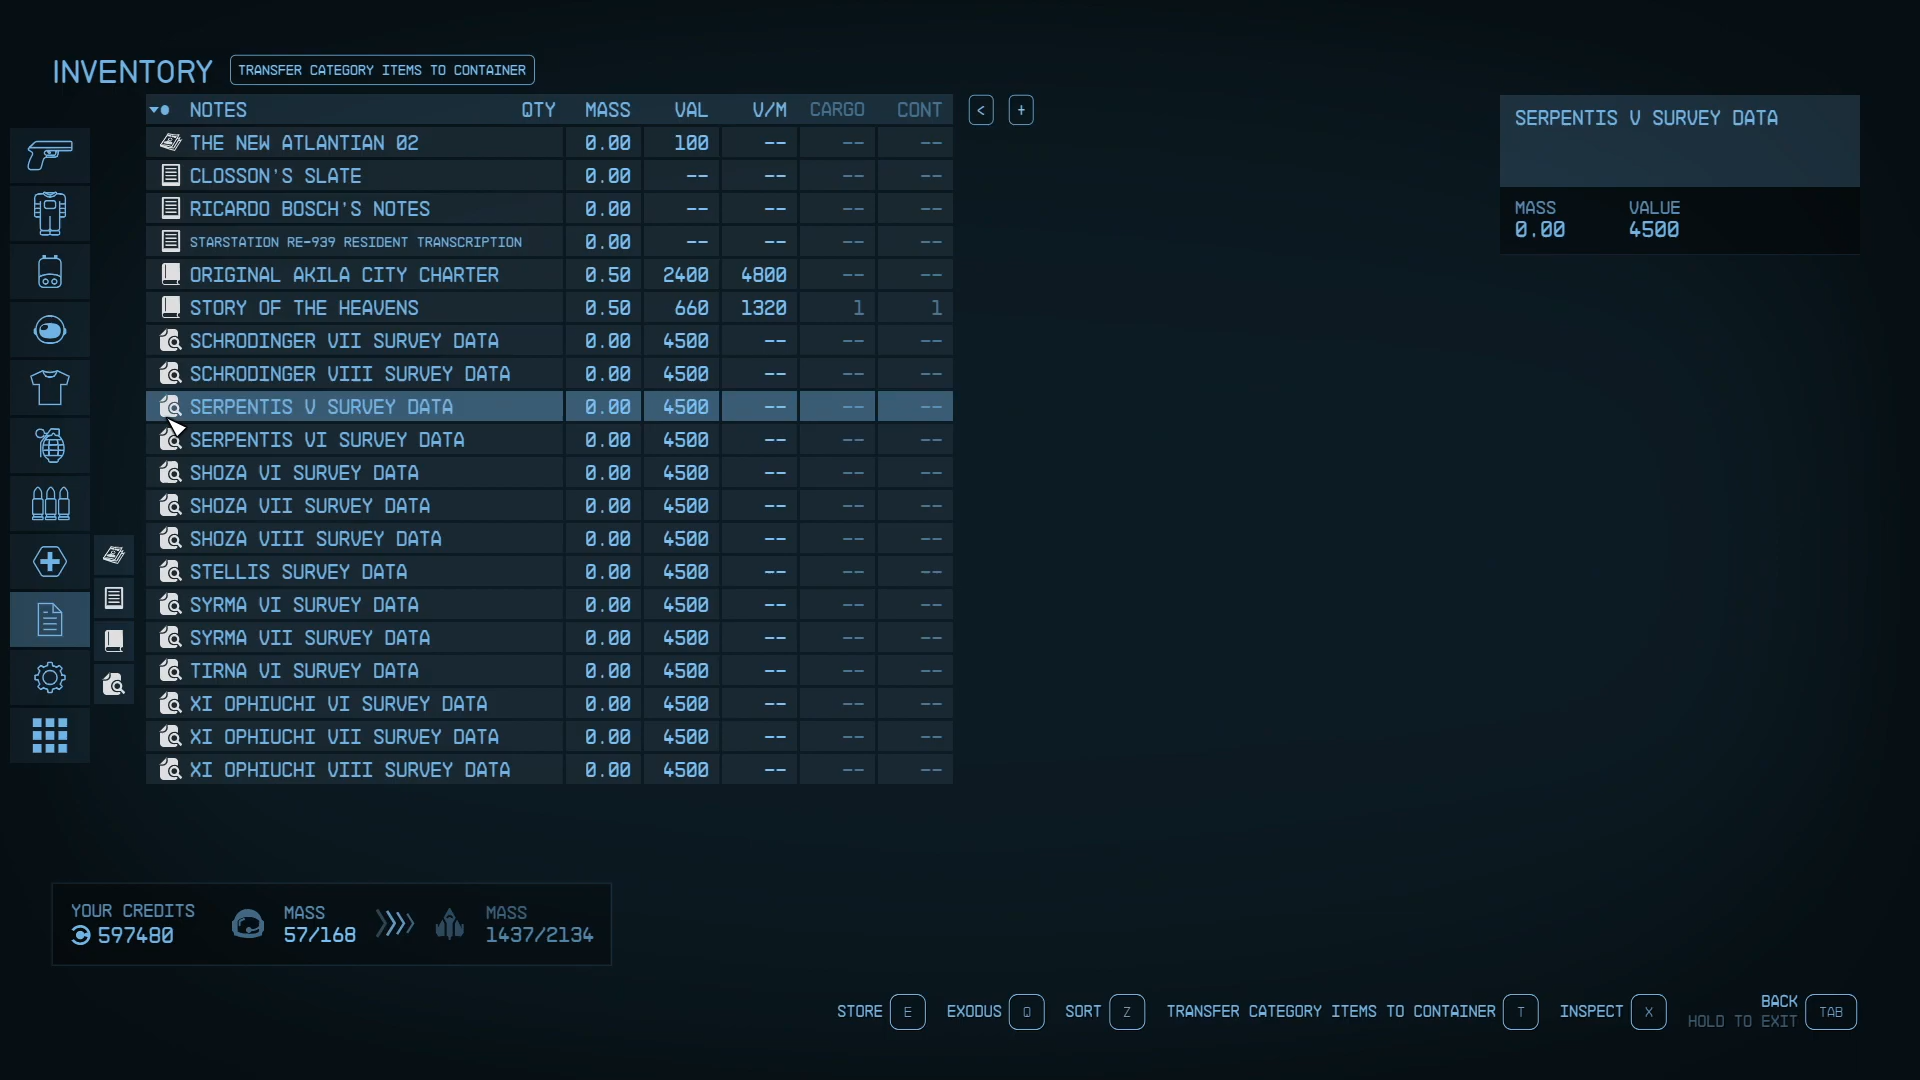 INVENTORY TRANSFER CATEGORY ITEMS TO CONTAINER
NOTES QTY MASS VAL V/M CARGO CONT < +
THE NEW ATLANTIAN 02 0.00 100 -- -- --
CLOSSON'S SLATE 0.00 -- -- -- --
RICARDO BOSCH'S NOTES 0.00 -- -- -- --
STARSTATION RE-939 RESIDENT TRANSCRIPTION 0.00 -- -- -- --
ORIGINAL AKILA CITY CHARTER 0.50 2400 4800 -- --
STORY OF THE HEAVENS 0.50 660 1320 1 1
SCHRODINGER VII SURVEY DATA 0.00 4500 -- -- --
SCHRODINGER VIII SURVEY DATA 0.00 4500 -- -- --
SERPENTIS V SURVEY DATA 0.00 4500 -- -- --
SERPENTIS VI SURVEY DATA 0.00 4500 -- -- --
SHOZA VI SURVEY DATA 0.00 4500 -- -- --
SHOZA VII SURVEY DATA 0.00 4500 -- -- --
SHOZA VIII SURVEY DATA 0.00 4500 -- -- --
STELLIS SURVEY DATA 0.00 4500 -- -- --
SYRMA VI SURVEY DATA 0.00 4500 -- -- --
SYRMA VII SURVEY DATA 0.00 4500 -- -- --
TIRNA VI SURVEY DATA 0.00 4500 -- -- --
XI OPHIUCHI VI SURVEY DATA 0.00 4500 -- -- --
XI OPHIUCHI VII SURVEY DATA 0.00 4500 -- -- --
XI OPHIUCHI VIII SURVEY DATA 0.00 4500 -- -- --
SERPENTIS V SURVEY DATA
MASS VALUE
0.00 4500
YOUR CREDITS MASS MASS
597480 57/168 1437/2134
STORE E EXODUS Q SORT Z TRANSFER CATEGORY ITEMS TO CONTAINER T INSPECT X BACK TAB
HOLD TO EXIT